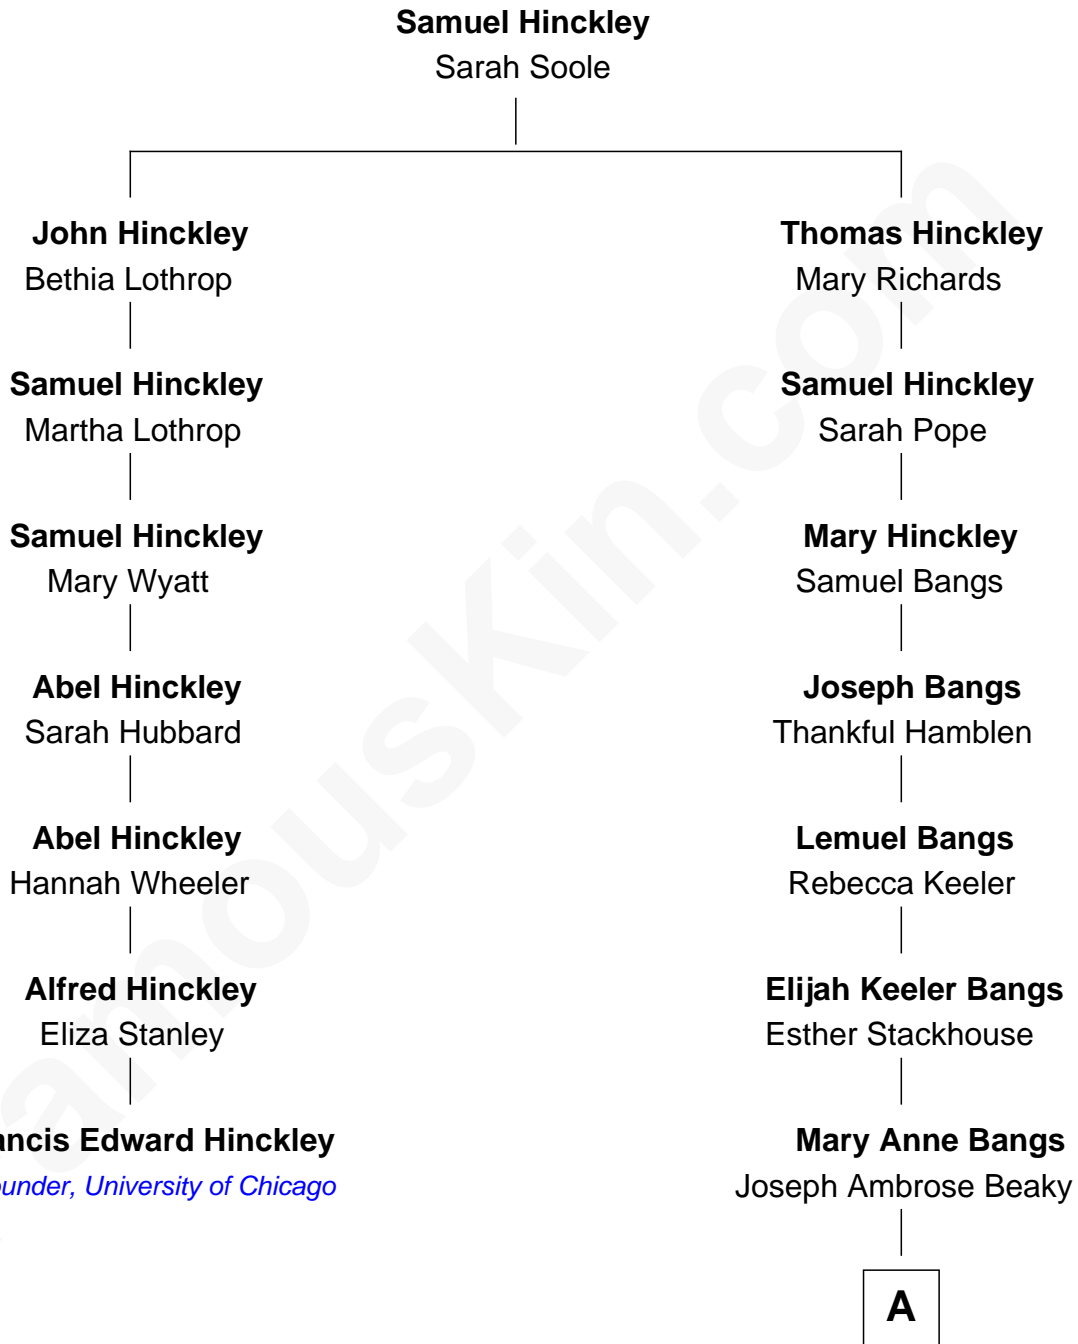 Samuel Hinckley
Sarah Soole
John Hinckley
Bethia Lothrop
Thomas Hinckley
Mary Richards
Samuel Hinckley
Martha Lothrop
Samuel Hinckley
Sarah Pope
Samuel Hinckley
Mary Wyatt
Mary Hinckley
Samuel Bangs
Abel Hinckley
Sarah Hubbard
Joseph Bangs
Thankful Hamblen
Abel Hinckley
Hannah Wheeler
Lemuel Bangs
Rebecca Keeler
Alfred Hinckley
Eliza Stanley
Elijah Keeler Bangs
Esther Stackhouse
ancis Edward Hinckley
under, University of Chicago
Mary Anne Bangs
Joseph Ambrose Beaky
A
amouskin.com